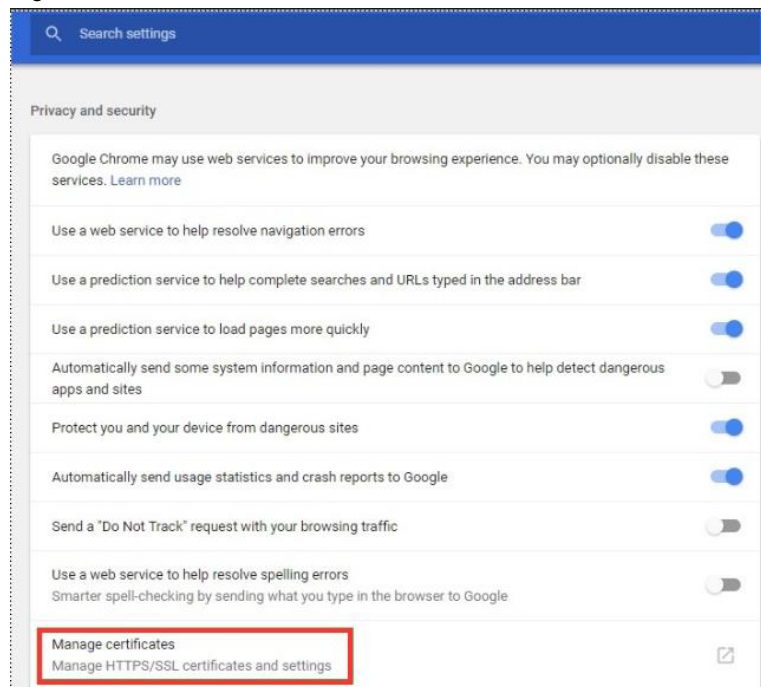 Search settings
Privacy and security
Google Chrome may use web services to improve your browsing experience. You may optionally disable these
services. Learn more
Use a web service to help resolve navigation errors
Use a prediction service to help complete searches and URLs typed in the address bar
Use a prediction service to load pages more quickly
Automatically send some system information and page content to Google to help detect dangerous
apps and sites
Protect you and your device from dangerous sites
Automatically send usage statistics and crash reports to Google
Send a "Do Not Track" request with your browsing traffic
Use a web service to help resolve spelling errors
Smarter spell-checking by sending what you type in the browser to Google
Manage certificates
Manage HTTPS/SSL certificates and settings